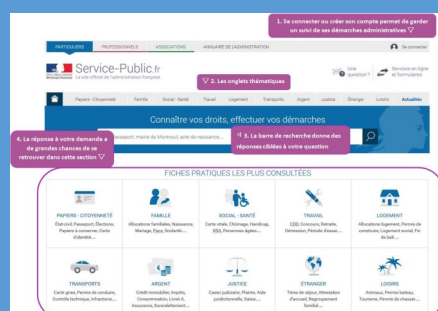 1. Se connecter ou créer son compte permet de garder
un suivi de ses démarches administratives ▽
PARTICULIERS PROFESSIONNELS ASSOCIATIONS ANNUAIRE DE L'ADMINISTRATION
Se connecter
Service-Public.fr
Le site officiel de l'administration française
▽ 2. Les onglets thématiques
Une question ?
Services en ligne et formulaires
Papiers - Citoyenneté Famille Social - Santé Travail Logement Transports Argent Justice Étranger Loisirs Actualités
Connaître vos droits, effectuer vos démarches
4. La réponse à votre demande a
de grandes chances de se
retrouver dans cette section ▽
passeport, mairie de Montreuil, acte de naissance...
3. La barre de recherche donne des
réponses ciblées à votre question
FICHES PRATIQUES LES PLUS CONSULTÉES
PAPIERS - CITOYENNETÉ
État civil, Passeport, Élections,
Papiers à conserver, Carte
d'identité...
FAMILLE
Allocations familiales, Naissance,
Mariage, Pacs, Scolarité...
SOCIAL - SANTÉ
Carte vitale, Chômage, Handicap,
RSA, Personnes âgées...
TRAVAIL
CDD, Concours, Retraite,
Démission, Période d'essai...
LOGEMENT
Allocations logement, Permis de
construire, Logement social, Fin
de bail...
TRANSPORTS
Carte grise, Permis de conduire,
Contrôle technique, Infractions...
ARGENT
Crédit immobilier, Impôts,
Consommation, Livret A,
Assurance, Surendettement...
JUSTICE
Casier judiciaire, Plainte, Aide
juridictionnelle, Saisie...
ÉTRANGER
Titres de séjour, Attestation
d'accueil, Regroupement
familial...
LOISIRS
Animaux, Permis bateau,
Tourisme, Permis de chasser...